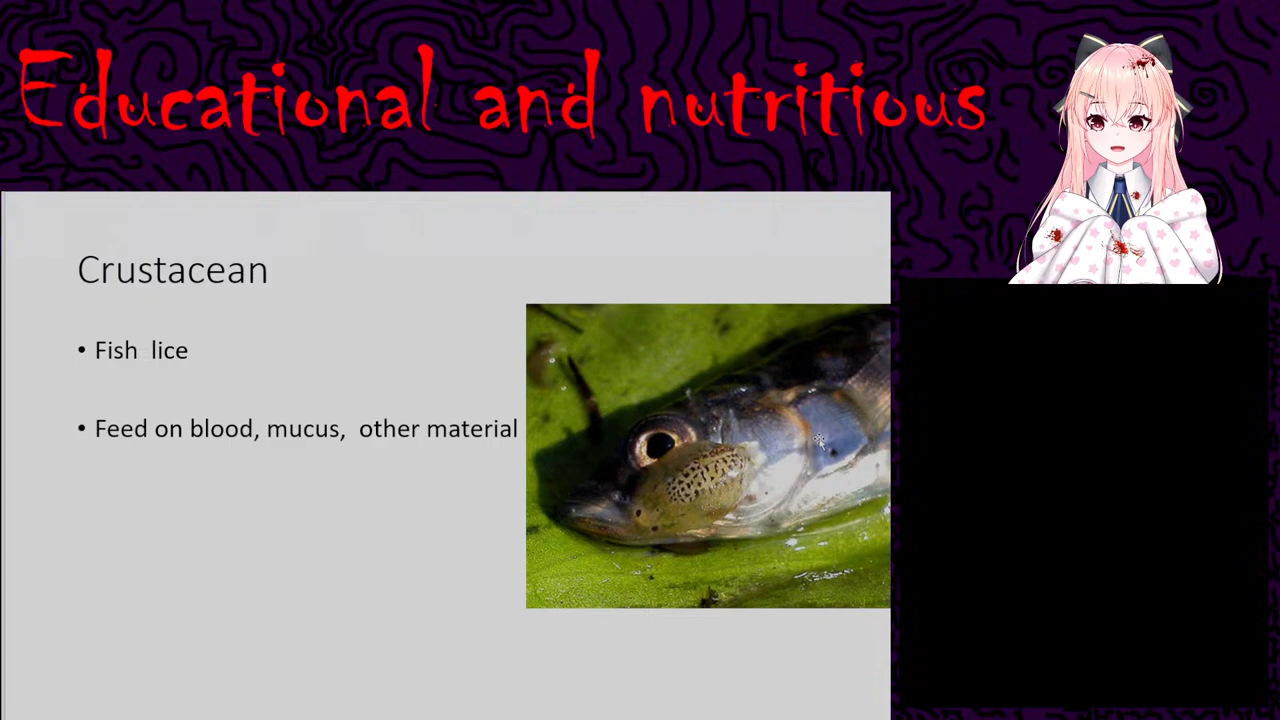 Educational and nutritious
Crustacean
• Fish lice
• Feed on blood, mucus, other material